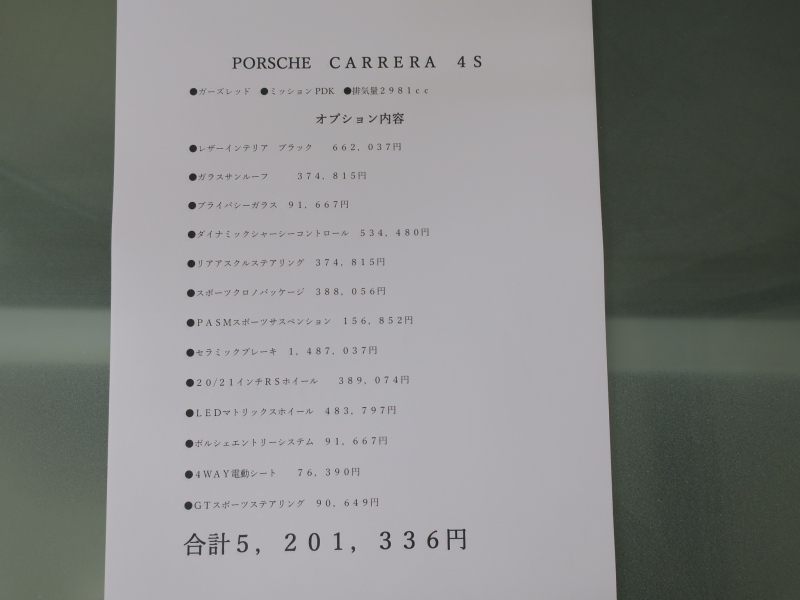 PORSCHE CARRERA 4S
●ガーズレッド ●ミッションPDK ●排気量2981cc
オプション内容
●レザーインテリア ブラック 662，037円
●ガラスサンルーフ 374，815円
●プライバシーガラス 91，667円
●ダイナミックシャーシーコントロール 534，480円
●リアアスクルステアリング 374，815円
●スポーツクロノパッケージ 388，056円
●PASMスポーツサスペンション 156，852円
●セラミックブレーキ 1，487，037円
●20/21インチRSホイール 389，074円
●LEDマトリックスホイール 483，797円
●ポルシェエントリーシステム 91，667円
●4WAY電動シート 76，390円
●GTスポーツステアリング 90，649円
合計5，201，336円